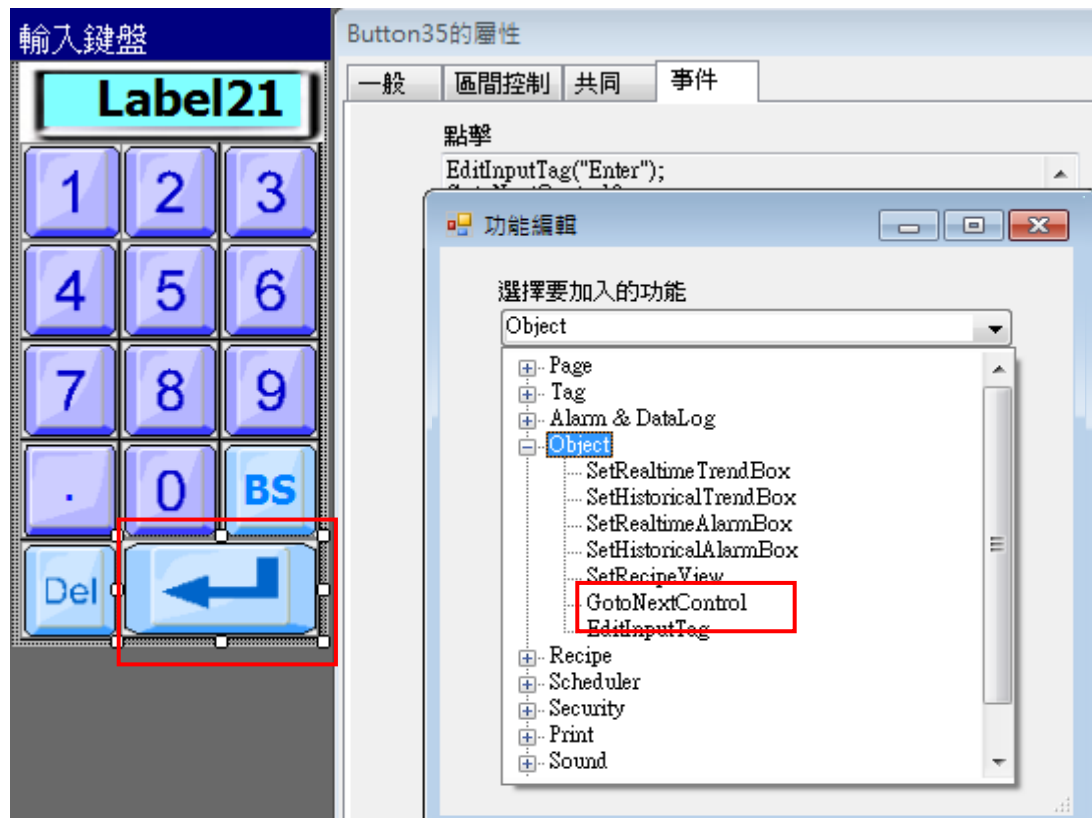 輸入鍵盤
Label21
1 2 3
4 5 6
7 8 9
. 0 BS
Del
Button35的屬性
一般 區間控制 共同 事件
點擊
EditInputTag("Enter");
功能編輯
選擇要加入的功能
Object
Page
Tag
Alarm & DataLog
Object
SetRealtimeTrendBox
SetHistoricalTrendBox
SetRealtimeAlarmBox
SetHistoricalAlarmBox
SetRecipeView
GotoNextControl
EditInputTag
Recipe
Scheduler
Security
Print
Sound